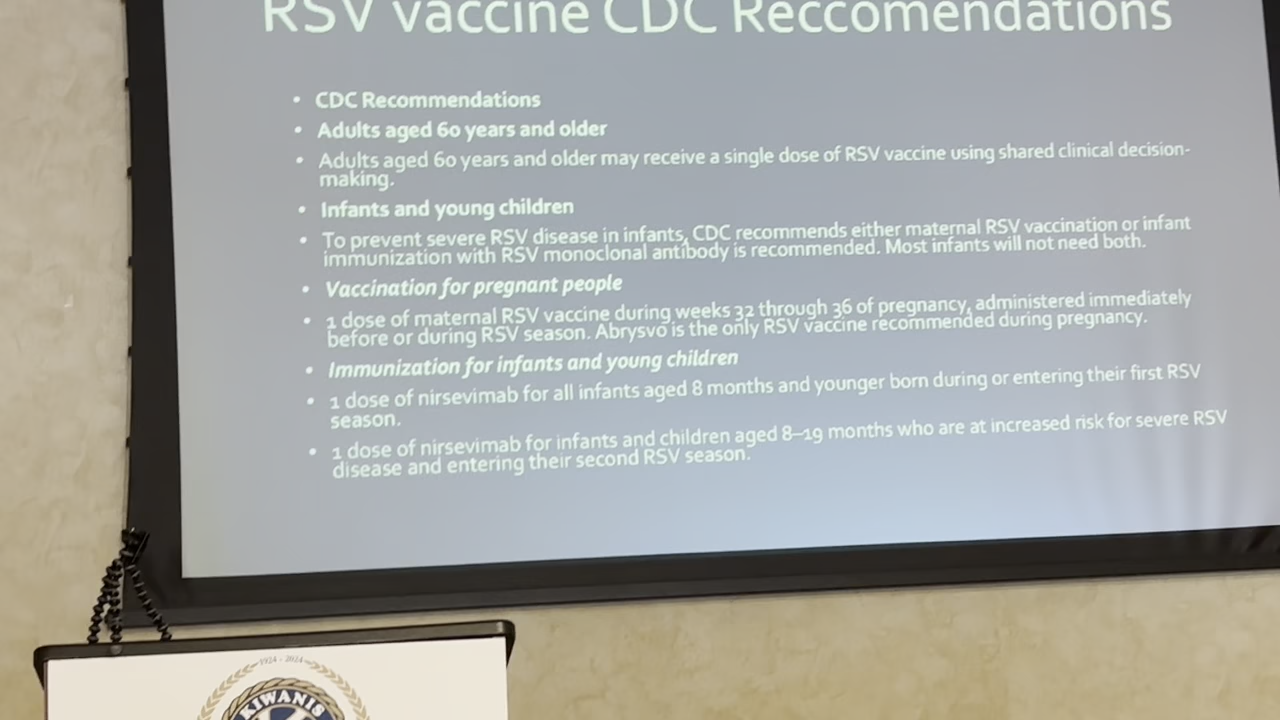 RSV vaccine CDC Reccomendations
• CDC Recommendations
• Adults aged 60 years and older
• Adults aged 60 years and older may receive a single dose of RSV vaccine using shared clinical decision-
making.
• Infants and young children
• To prevent severe RSV disease in infants, CDC recommends either maternal RSV vaccination or infant
immunization with RSV monoclonal antibody is recommended. Most infants will not need both.
• Vaccination for pregnant people
• 1 dose of maternal RSV vaccine during weeks 32 through 36 of pregnancy, administered immediately
before or during RSV season. Abrysvo is the only RSV vaccine recommended during pregnancy.
• Immunization for infants and young children
• 1 dose of nirsevimab for all infants aged 8 months and younger born during or entering their first RSV
season.
• 1 dose of nirsevimab for infants and children aged 8–19 months who are at increased risk for severe RSV
disease and entering their second RSV season.
1924 - 2024
KIWANIS